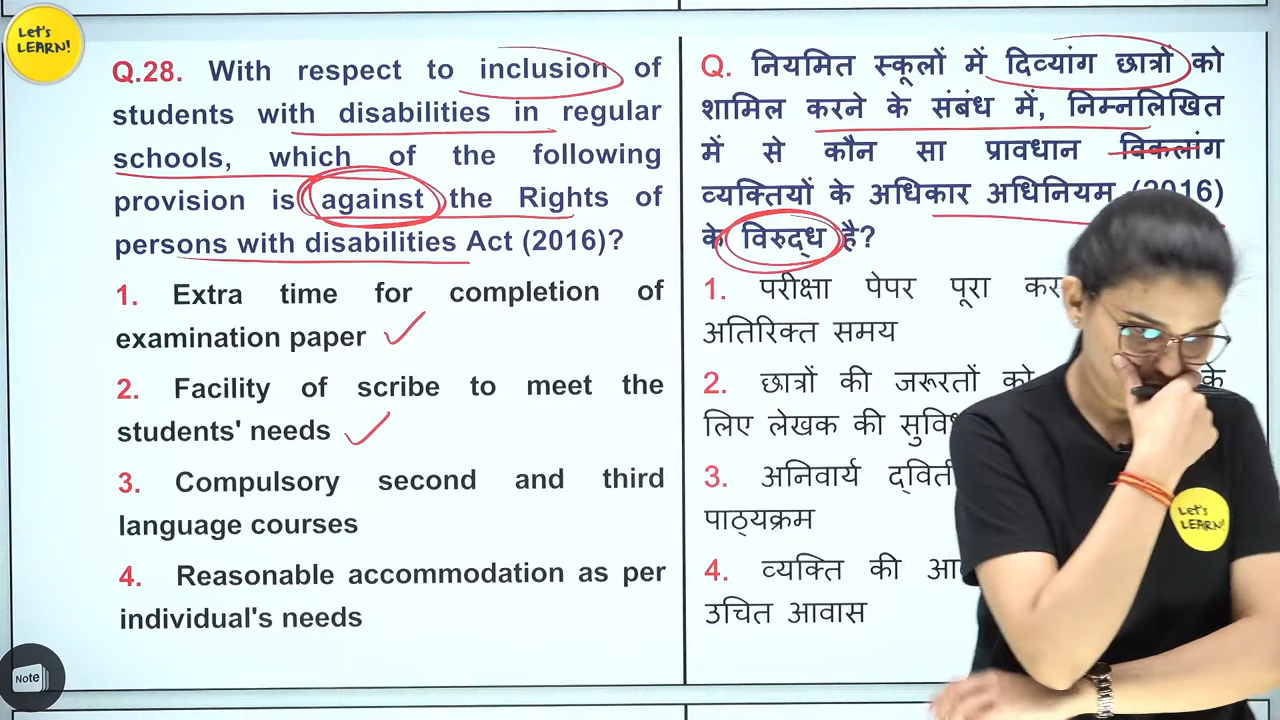 Let's
LEARN!
Q.28. With respect to inclusion of
students with disabilities in regular
schools, which of the following
provision is against the Rights of
persons with disabilities Act (2016)?
1. Extra time for completion of
examination paper
2. Facility of scribe to meet the
students' needs
3. Compulsory second and third
language courses
4. Reasonable accommodation as per
individual's needs
Q. नियमित स्कूलों में दिव्यांग छात्रों को
शामिल करने के संबंध में, निम्नलिखित
में से कौन सा प्रावधान विकलांग
व्यक्तियों के अधिकार अधिनियम (2016)
के विरुद्ध है?
1. परीक्षा पेपर पूरा
अतिरिक्त समय
2. छात्रों की जरूरतों को के
लिए लेखक की
3. अनिवार्य
पाठ्यक्रम
4. व्यक्ति की
उचित आवास
Let's
LEARN!
Note